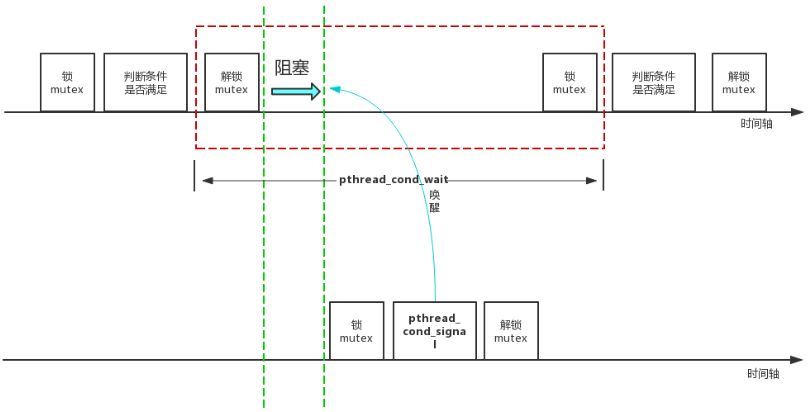 锁
mutex
判断条件
是否满足
解锁
mutex
阻塞
锁
mutex
判断条件
是否满足
解锁
mutex
时间轴
pthread_cond_wait
唤
醒
锁
mutex
pthread_
cond_signa
l
解锁
mutex
时间轴